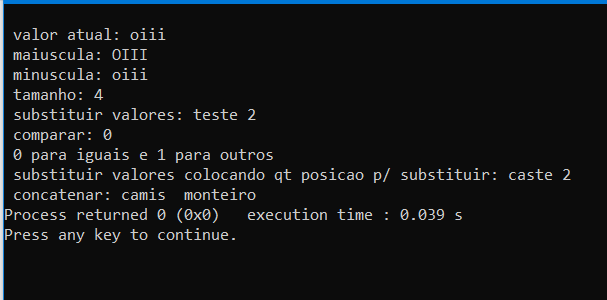 valor atual: oiii
maiuscula: OIII
minuscula: oiii
tamanho: 4
substituir valores: teste 2
comparar: 0
0 para iguais e 1 para outros
substituir valores colocando qt posicao p/ substituir: caste 2
concatenar: camis  monteiro
Process returned 0 (0x0)   execution time : 0.039 s
Press any key to continue.